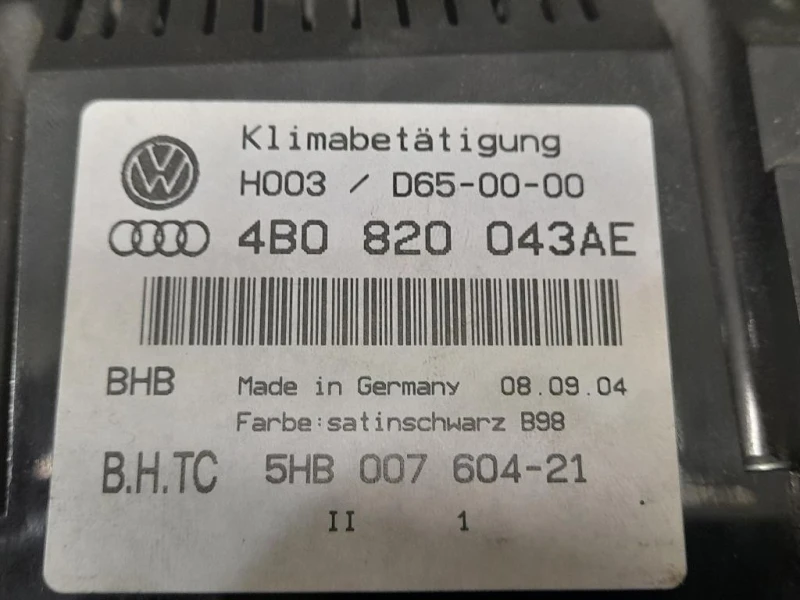 Klimabetätigung
H003 / D65-00-00
4B0 820 043AE
BHB Made in Germany 08.09.04
Farbe:satinschwarz B98
B.H.TC 5HB 007 604-21
II 1